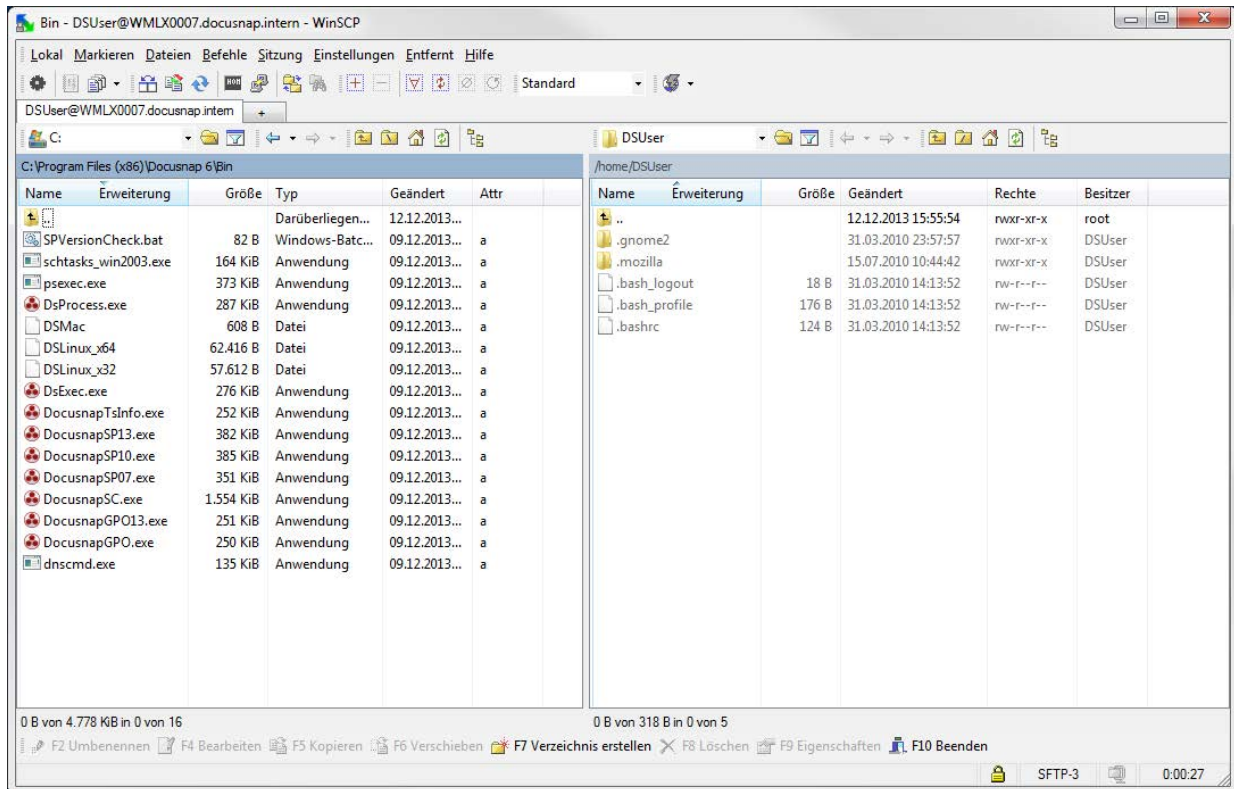 Bin - DSUser@WMLX0007.docusnap.intern - WinSCP
Lokal Markieren Dateien Befehle Sitzung Einstellungen Entfernt Hilfe
Standard
DSUser@WMLX0007.docusnap.intern +
C: DSUser
C:\Program Files (x86)\Docusnap 6\Bin /home/DSUser
Name Erweiterung Größe Typ Geändert Attr Name Erweiterung Größe Geändert Rechte Besitzer
.. Darüberliegen... 12.12.2013... .. 12.12.2013 15:55:54 rwxr-xr-x root
SPVersionCheck.bat 82 B Windows-Batc... 09.12.2013... a .gnome2 31.03.2010 23:57:57 rwxr-xr-x DSUser
schtasks_win2003.exe 164 KiB Anwendung 09.12.2013... a .mozilla 15.07.2010 10:44:42 rwxr-xr-x DSUser
psexec.exe 373 KiB Anwendung 09.12.2013... a .bash_logout 18 B 31.03.2010 14:13:52 rw-r--r-- DSUser
DsProcess.exe 287 KiB Anwendung 09.12.2013... a .bash_profile 176 B 31.03.2010 14:13:52 rw-r--r-- DSUser
DSMac 608 B Datei 09.12.2013... a .bashrc 124 B 31.03.2010 14:13:52 rw-r--r-- DSUser
DSLinux_x64 62.416 B Datei 09.12.2013... a
DSLinux_x32 57.612 B Datei 09.12.2013... a
DsExec.exe 276 KiB Anwendung 09.12.2013... a
DocusnapTsInfo.exe 252 KiB Anwendung 09.12.2013... a
DocusnapSP13.exe 382 KiB Anwendung 09.12.2013... a
DocusnapSP10.exe 385 KiB Anwendung 09.12.2013... a
DocusnapSP07.exe 351 KiB Anwendung 09.12.2013... a
DocusnapSC.exe 1.554 KiB Anwendung 09.12.2013... a
DocusnapGPO13.exe 251 KiB Anwendung 09.12.2013... a
DocusnapGPO.exe 250 KiB Anwendung 09.12.2013... a
dnscmd.exe 135 KiB Anwendung 09.12.2013... a
0 B von 4.778 KiB in 0 von 16 0 B von 318 B in 0 von 5
F2 Umbenennen F4 Bearbeiten F5 Kopieren F6 Verschieben F7 Verzeichnis erstellen F8 Löschen F9 Eigenschaften F10 Beenden
SFTP-3 0:00:27